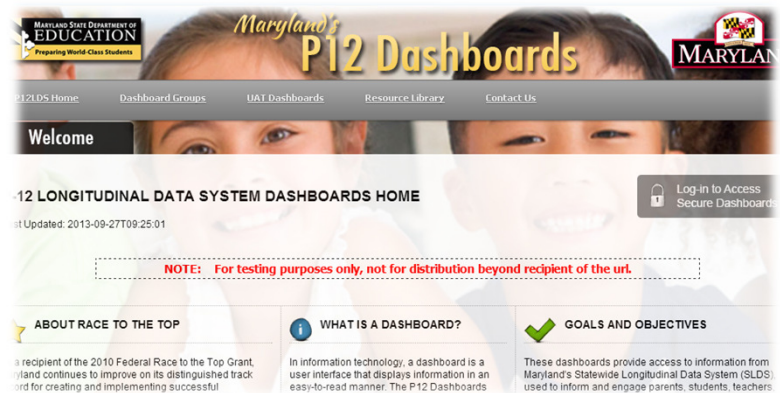 MARYLAND STATE DEPARTMENT OF
EDUCATION
Preparing World-Class Students
Maryland's
P12 Dashboards
MARYLAN
P12LDS Home Dashboard Groups UAT Dashboards Resource Library Contact Us
Welcome
-12 LONGITUDINAL DATA SYSTEM DASHBOARDS HOME
Log-in to Access
Secure Dashboards
st Updated: 2013-09-27T09:25:01
NOTE: For testing purposes only, not for distribution beyond recipient of the url.
ABOUT RACE TO THE TOP
a recipient of the 2010 Federal Race to the Top Grant,
ryland continues to improve on its distinguished track
ord for creating and implementing successful
WHAT IS A DASHBOARD?
In information technology, a dashboard is a
user interface that displays information in an
easy-to-read manner. The P12 Dashboards
GOALS AND OBJECTIVES
These dashboards provide access to information from
Maryland's Statewide Longitudinal Data System (SLDS)
used to inform and engage parents, students, teachers